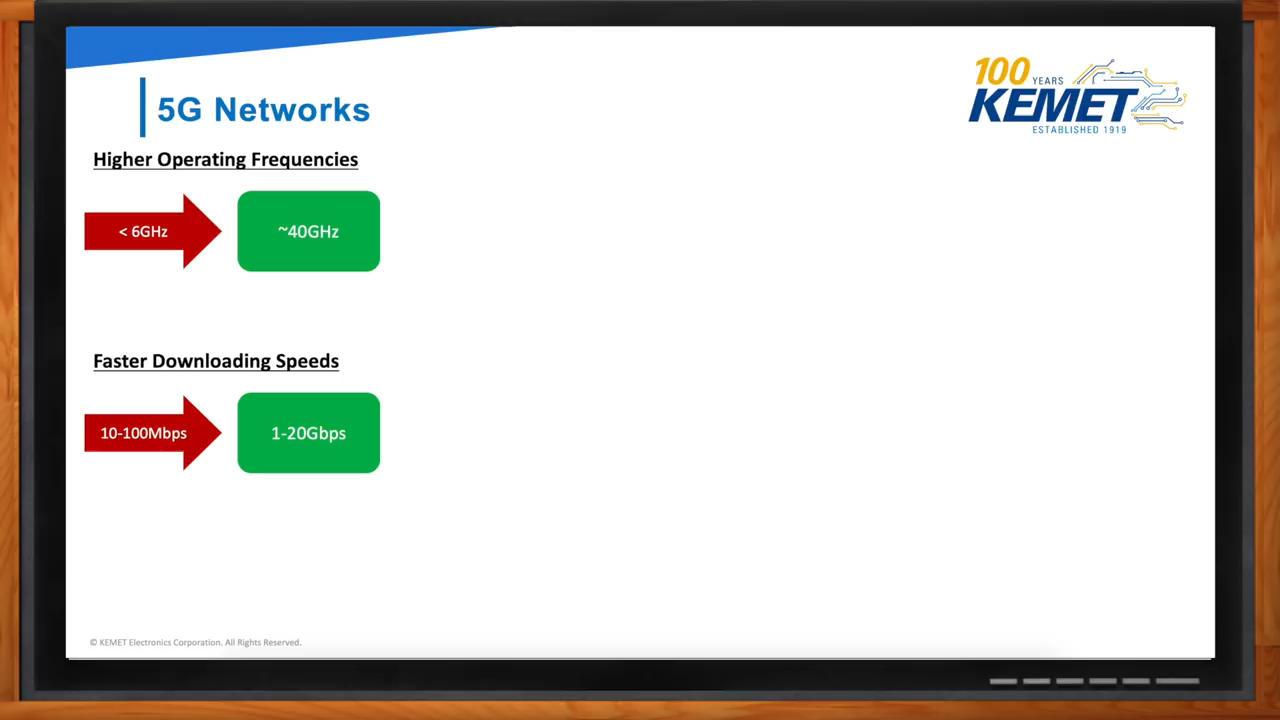 5G Networks
100 YEARS
KEMET
ESTABLISHED 1919
Higher Operating Frequencies
< 6GHz
~40GHz
Faster Downloading Speeds
10-100Mbps
1-20Gbps
© KEMET Electronics Corporation. All Rights Reserved.